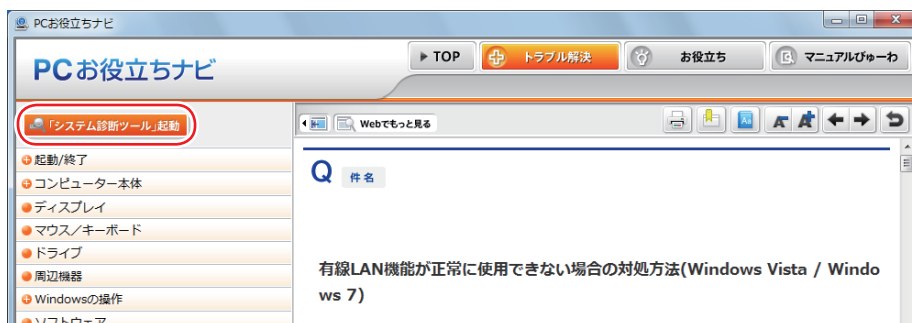 PCお役立ちナビ
PCお役立ちナビ
TOP
トラブル解決
お役立ち
マニュアルびゅーわ
「システム診断ツール」起動
Webでもっと見る
起動/終了
コンピューター本体
ディスプレイ
マウス／キーボード
ドライブ
周辺機器
Windowsの操作
ソフトウェア
Q 件名
有線LAN機能が正常に使用できない場合の対処方法(Windows Vista / Windo
ws 7)